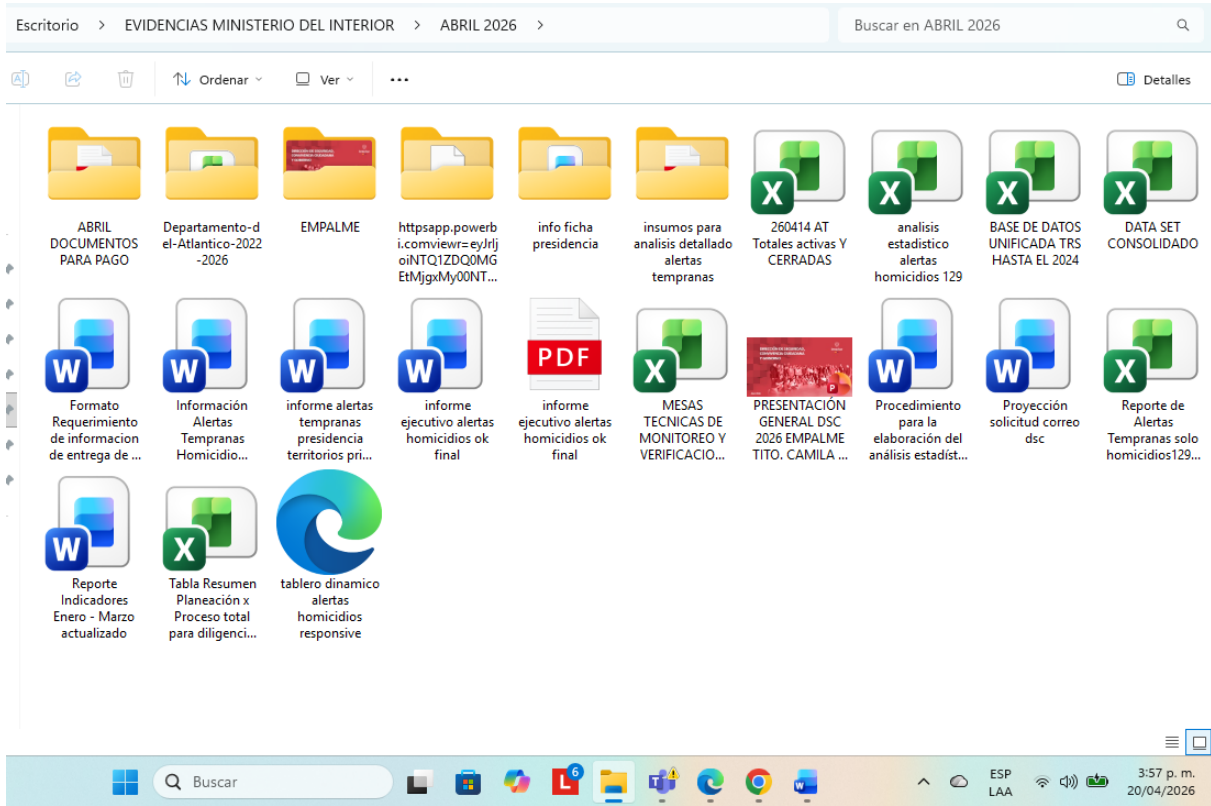 Escritorio > EVIDENCIAS MINISTERIO DEL INTERIOR > ABRIL 2026 >
Buscar en ABRIL 2026
Ordenar
Ver
...
Detalles
ABRIL
DOCUMENTOS
PARA PAGO
Departamento-d
el-Atlantico-2022
-2026
EMPALME
httpsapp.powerb
i.comviewr=eyJrIj
oiNTQ1ZDQ0MG
EtMjgxMy00NT...
info ficha
presidencia
insumos para
analisis detallado
alertas
tempranas
260414 AT
Totales activas Y
CERRADAS
analisis
estadistico
alertas
homicidios 129
BASE DE DATOS
UNIFICADA TRS
HASTA EL 2024
DATA SET
CONSOLIDADO
Formato
Requerimiento
de informacion
de entrega de ...
Información
Alertas
Tempranas
Homicidio...
informe alertas
tempranas
presidencia
territorios pri...
informe
ejecutivo alertas
homicidios ok
final
PDF
informe
ejecutivo alertas
homicidios ok
final
MESAS
TECNICAS DE
MONITOREO Y
VERIFICACIO...
PRESENTACIÓN
GENERAL DSC
2026 EMPALME
TITO. CAMILA ...
Procedimiento
para la
elaboración del
análisis estadíst...
Proyección
solicitud correo
dsc
Reporte de
Alertas
Tempranas solo
homicidios129...
Reporte
Indicadores
Enero - Marzo
actualizado
Tabla Resumen
Planeación x
Proceso total
para diligenci...
tablero dinamico
alertas
homicidios
responsive
Buscar
L
6
ESP
LAA
3:57 p. m.
20/04/2026